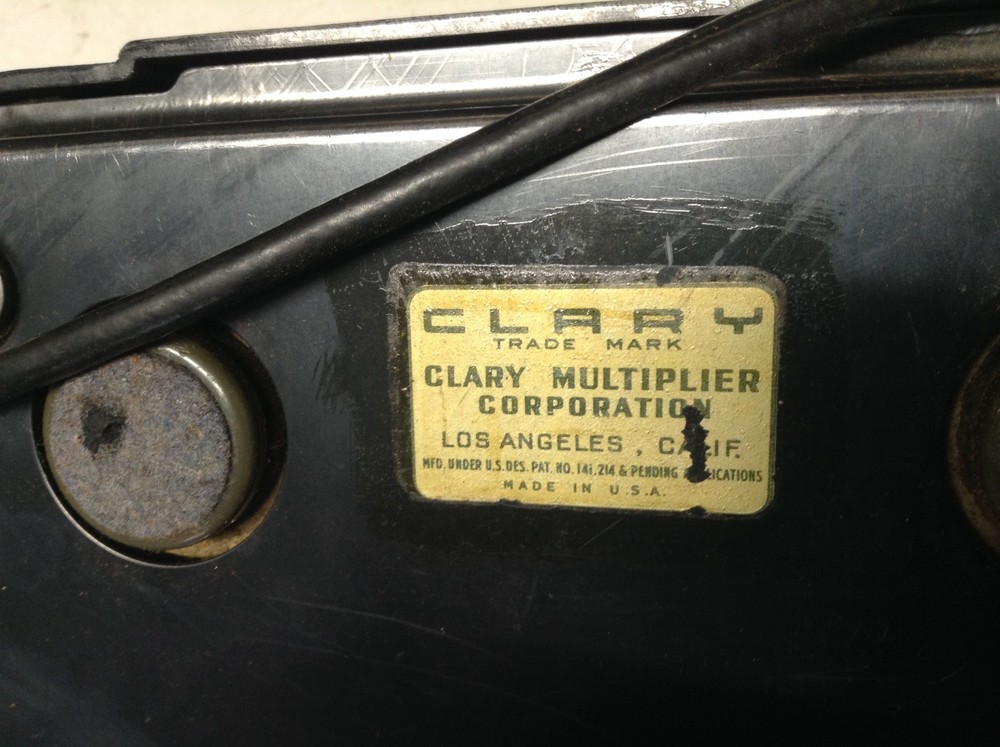 CLARY
TRADE MARK
CLARY MULTIPLIER
CORPORATION
LOS ANGELES, CALIF.
MFD. UNDER U.S. DES. PAT. NO. 141,214 & PENDING
MADE IN U.S.A.